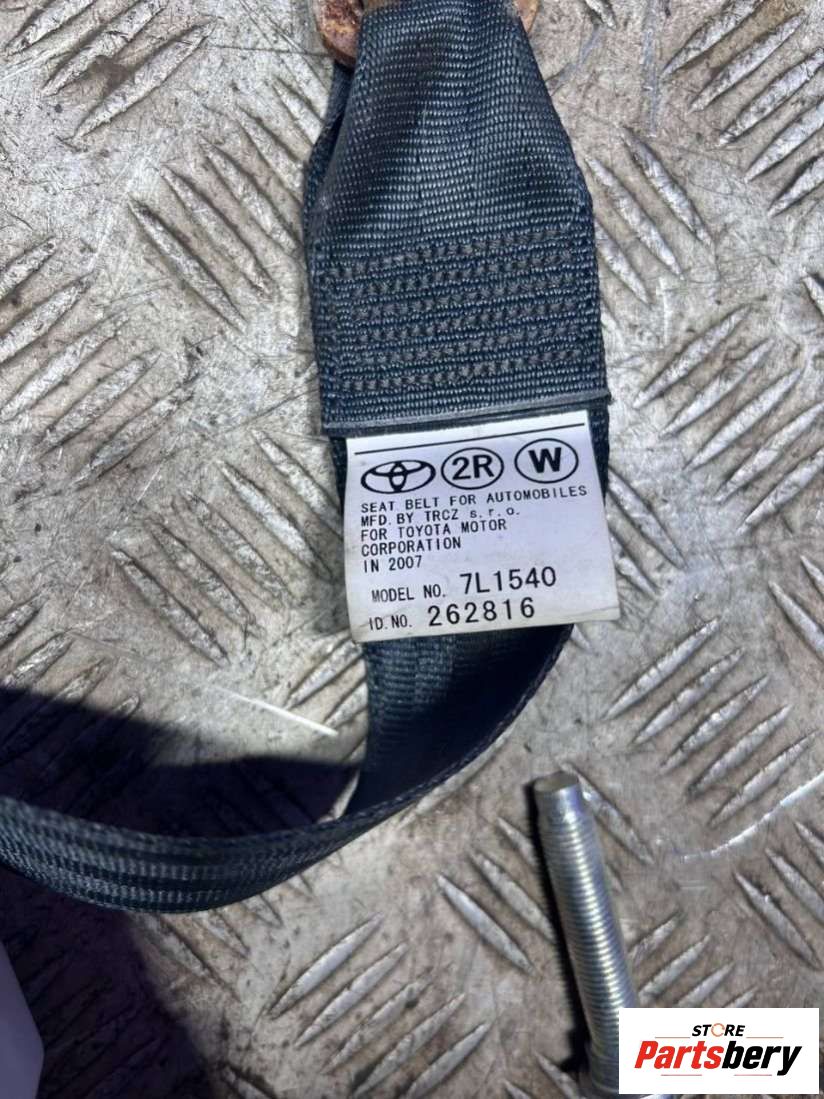 2R W
SEAT BELT FOR AUTOMOBILES
MFD. BY TRCZ s.r.o.
FOR TOYOTA MOTOR
CORPORATION
IN 2007
MODEL NO. 7L1540
ID. NO. 262816
STORE
Partsbery